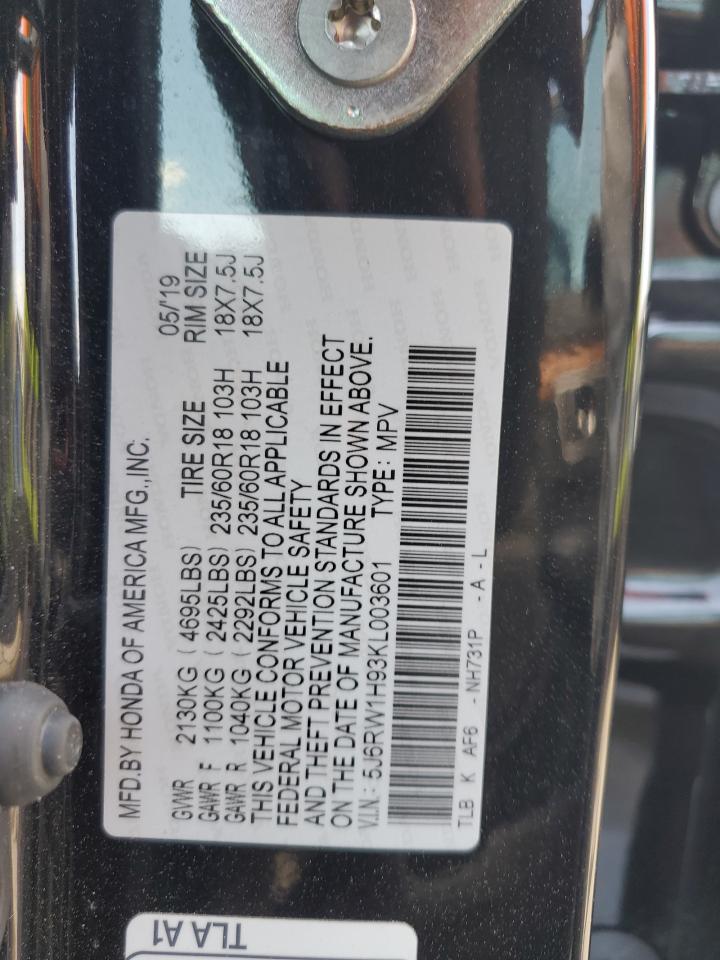 MFD.BY HONDA OF AMERICA MFG.,INC. 05/'19
GVWR 2130KG ( 4695LBS) TIRE SIZE RIM SIZE
GAWR F 1100KG ( 2425LBS) 235/60R18 103H 18X7.5J
GAWR R 1040KG ( 2292LBS) 235/60R18 103H 18X7.5J
THIS VEHICLE CONFORMS TO ALL APPLICABLE
FEDERAL MOTOR VEHICLE SAFETY
AND THEFT PREVENTION STANDARDS IN EFFECT
ON THE DATE OF MANUFACTURE SHOWN ABOVE.
V.I.N.: 5J6RW1H93KL003601 TYPE : MPV
TLB K AF6 - NH731P - A - L
TLA A1